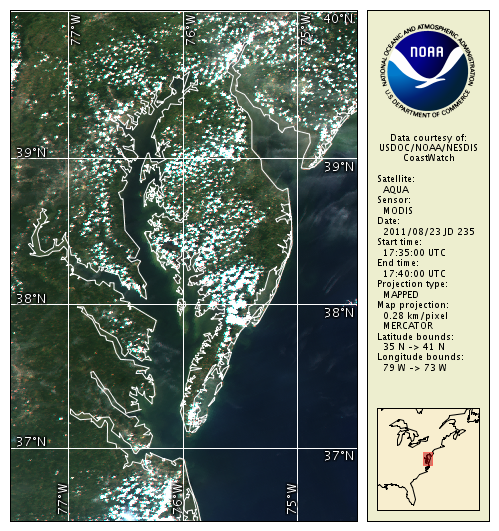 77°W
76°W
75°W
40°N
39°N
39°N
38°N
38°N
37°N
37°N
77°W
76°W
75°W
NATIONAL OCEANIC AND ATMOSPHERIC ADMINISTRATION
NOAA
U.S. DEPARTMENT OF COMMERCE
Data courtesy of:
USDOC/NOAA/NESDIS
CoastWatch
Satellite:
AQUA
Sensor:
MODIS
Date:
2011/08/23 JD 235
Start time:
17:35:00 UTC
End time:
17:40:00 UTC
Projection type:
MAPPED
Map projection:
0.28 km/pixel
MERCATOR
Latitude bounds:
35 N -> 41 N
Longitude bounds:
79 W -> 73 W